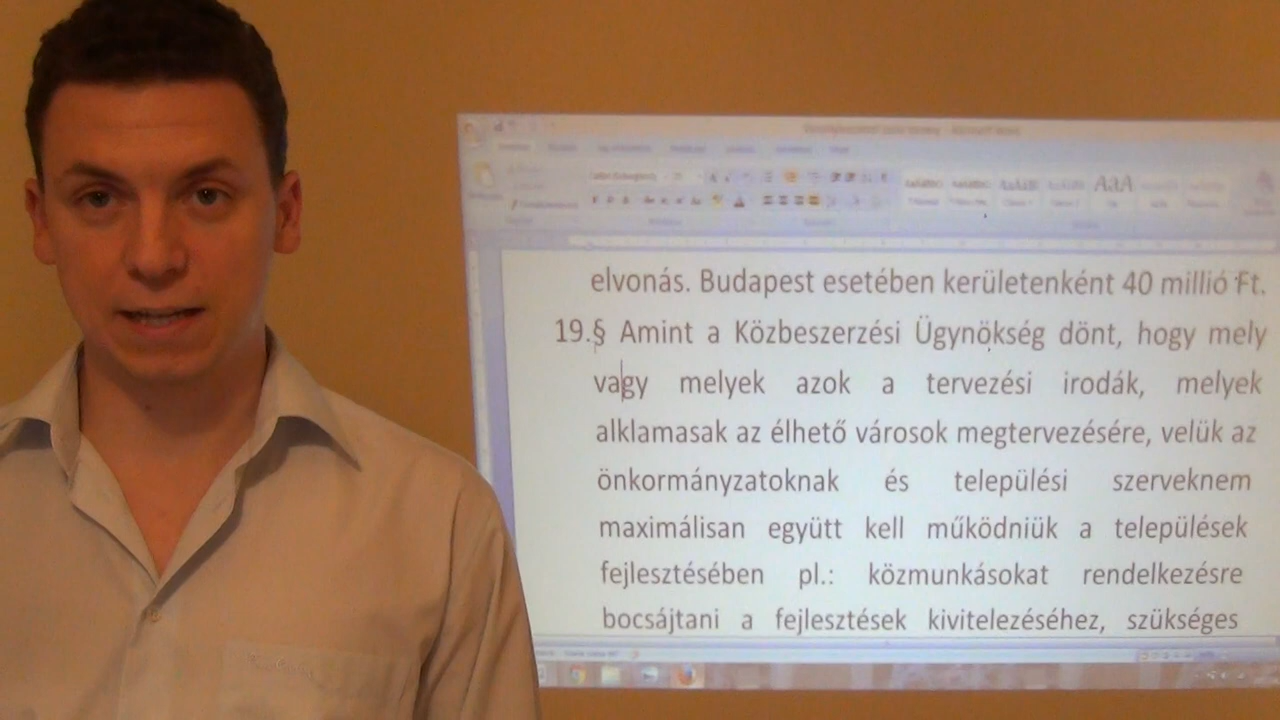 elvonás. Budapest esetében kerületenként 40 millió Ft.
19.§ Amint a Közbeszerzési Ügynökség dönt, hogy mely
vagy melyek azok a tervezési irodák, melyek
alklamasak az élhető városok megtervezésére, velük az
önkormányzatoknak és települési szerveknem
maximálisan együtt kell működniük a települések
fejlesztésében pl.: közmunkásokat rendelkezésre
bocsájtani a fejlesztések kivitelezéséhez, szükséges